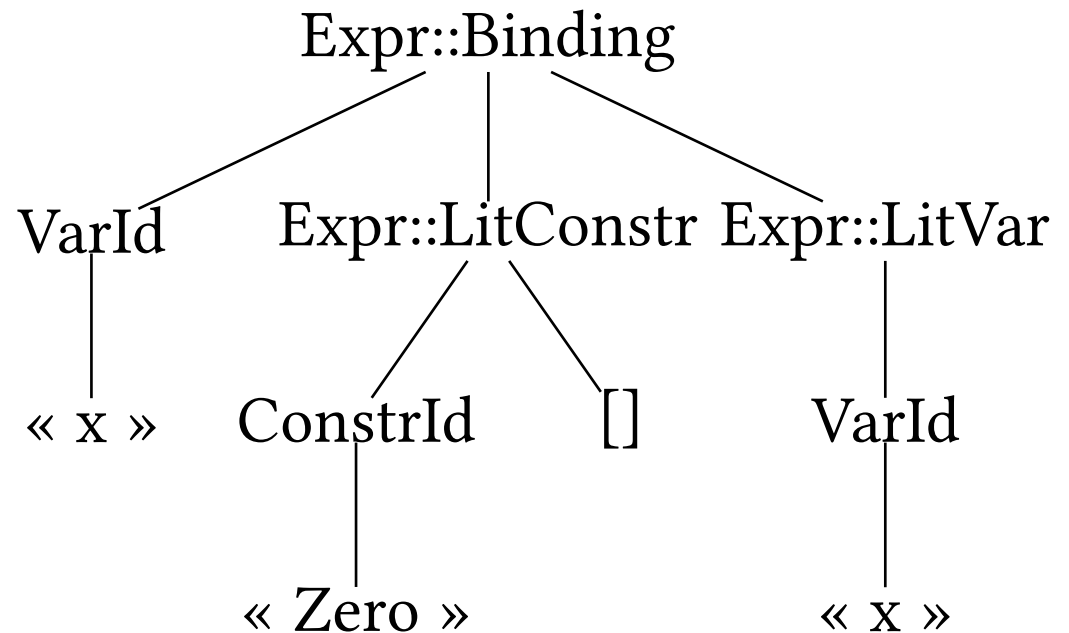 Expr::Binding
VarId Expr::LitConstr Expr::LitVar
« x » ConstrId [] VarId
« Zero » « x »